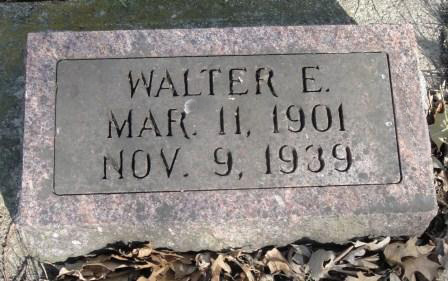 WALTER E.
MAR. 11, 1901
NOV. 9, 1939